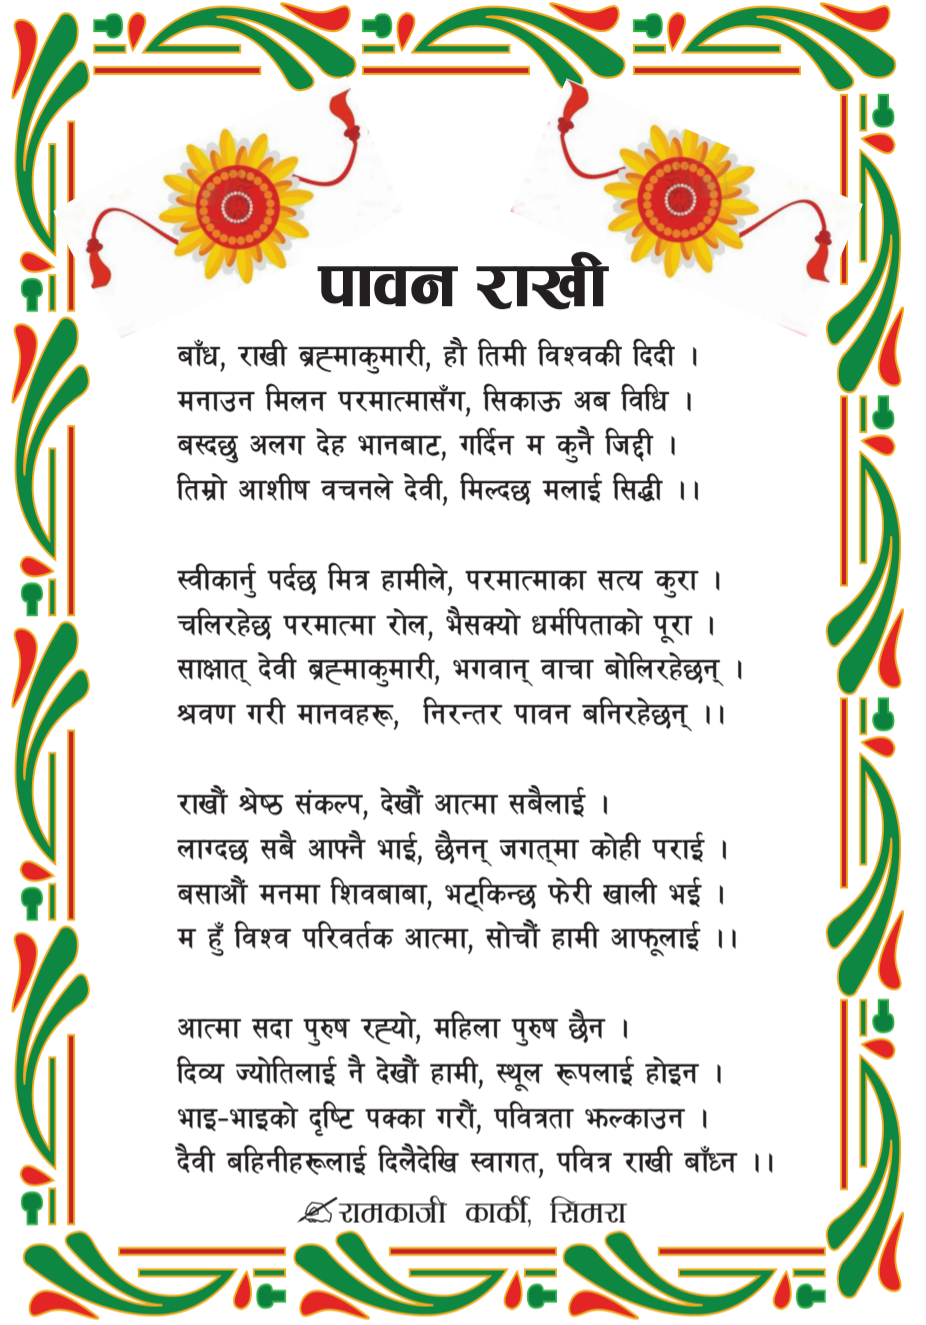 पावन राखी
बाँध, राखी ब्रह्माकुमारी, हौ तिमी विश्वकी दिदी ।
मनाउन मिलन परमात्मासँग, सिकाऊ अब विधि ।
बस्दछु अलग देह भानबाट, गर्दिन म कुनै जिद्दी ।
तिम्रो आशीष वचनले देवी, मिल्दछ मलाई सिद्धी ।।
स्वीकार्नु पर्दछ मित्र हामीले, परमात्माका सत्य कुरा ।
चलिरहेछ परमात्मा रोल, भैसक्यो धर्मपिताको पूरा ।
साक्षात् देवी ब्रह्माकुमारी, भगवान् वाचा बोलिरहेछन् ।
श्रवण गरी मानवहरू, निरन्तर पावन बनिरहेछन् ।।
राखौं श्रेष्ठ संकल्प, देखौं आत्मा सबैलाई ।
लाग्दछ सबै आफ्नै भाई, छैनन् जगत्‌मा कोही पराई ।
बसाऔं मनमा शिवबाबा, भट्‌किन्छ फेरी खाली भई ।
म हुँ विश्व परिवर्तक आत्मा, सोचौं हामी आफूलाई ।।
आत्मा सदा पुरुष रह्यो, महिला पुरुष छैन ।
दिव्य ज्योतिलाई नै देखौं हामी, स्थूल रूपलाई होइन ।
भाइ-भाइको दृष्टि पक्का गरौं, पवित्रता झल्काउन ।
दैवी बहिनीहरूलाई दिलैदेखि स्वागत, पवित्र राखी बाँध्न ।।
रामकाजी कार्की, सिमरा